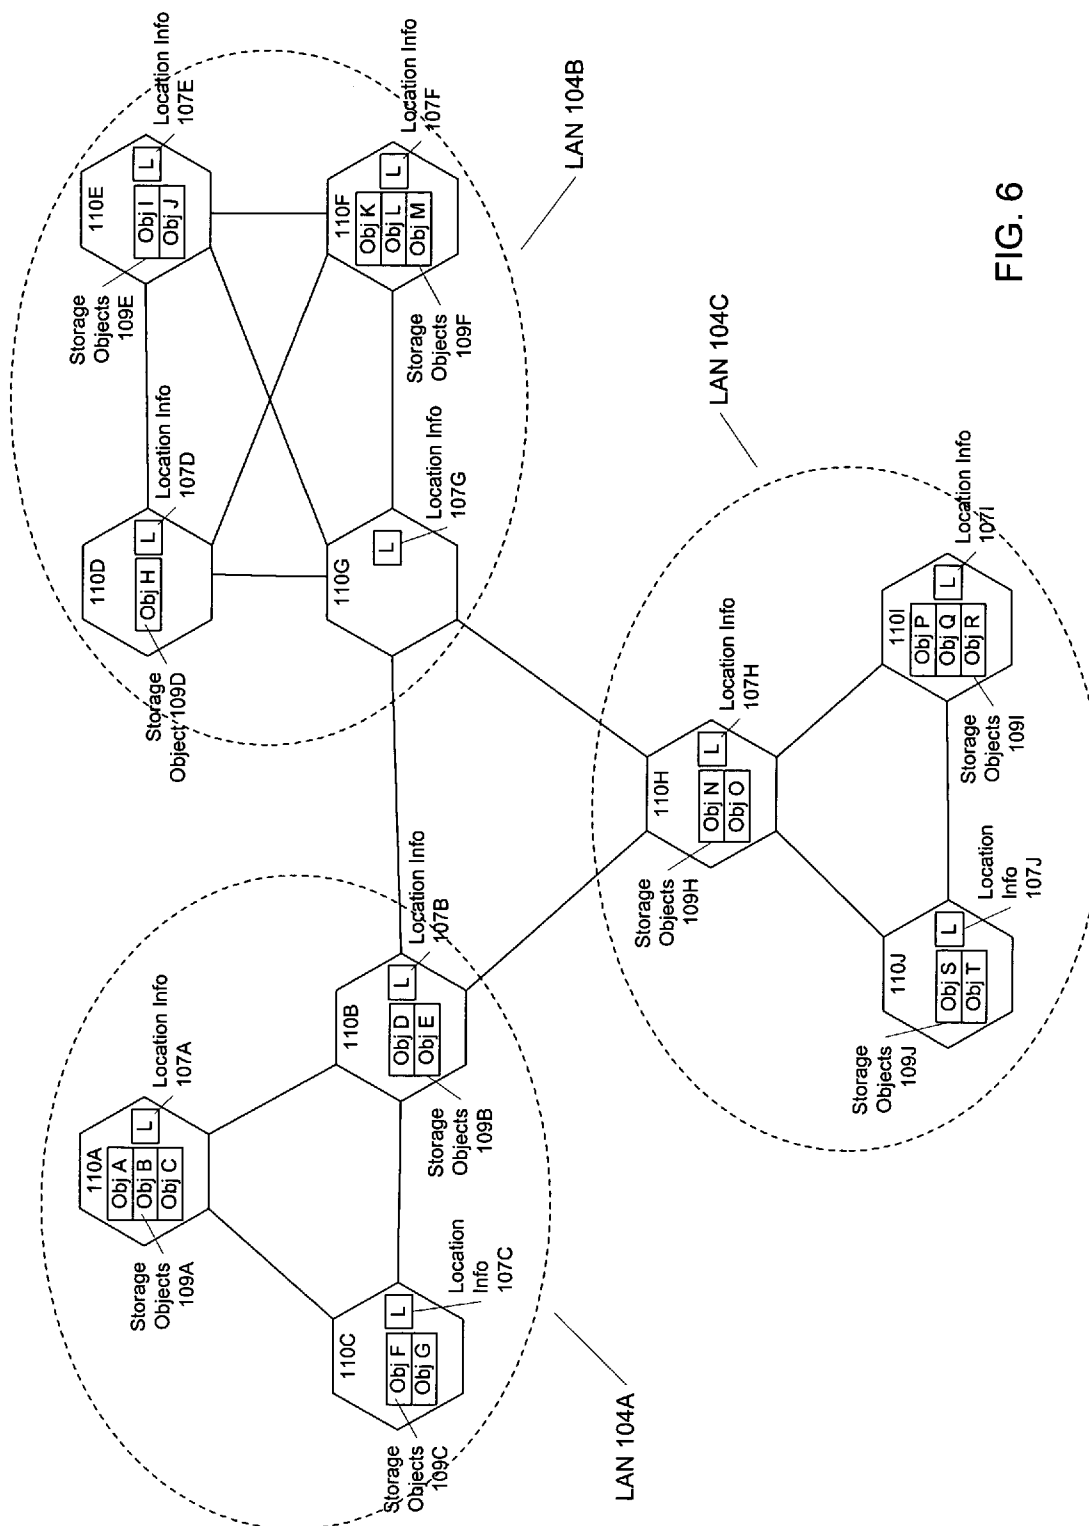 110A
Obj A
Obj B
Obj C
L
Location Info
107A
Storage
Objects
109A
110B
Obj D
Obj E
L
Location Info
107B
Storage
Objects
109B
110C
Obj F
Obj G
L
Location
Info
107C
Storage
Objects
109C
LAN 104A
110D
Obj H
L
Location Info
107D
Storage
Object 109D
110E
Obj I
Obj J
L
Location Info
107E
Storage
Objects
109E
110G
L
Location Info
107G
110F
Obj K
Obj L
Obj M
L
Location Info
107F
Storage
Objects
109F
LAN 104B
110H
Obj N
Obj O
L
Location Info
107H
Storage
Objects
109H
110J
Obj S
Obj T
L
Location
Info
107J
Storage
Objects
109J
110I
Obj P
Obj Q
Obj R
L
Location Info
107I
Storage
Objects
109I
LAN 104C
FIG. 6